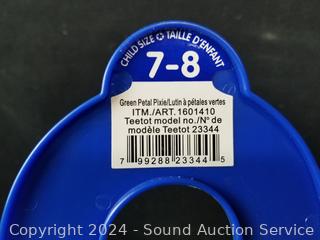 CHILD SIZE TAILLE D'ENFANT
7-8
Green Petal Pixie/Lutin à pétales vertes
ITM./ART.1601410
Teetot model no./Nº de
modèle Teetot 23344
7 99288 23344 5
Copyright 2024 - Sound Auction Service